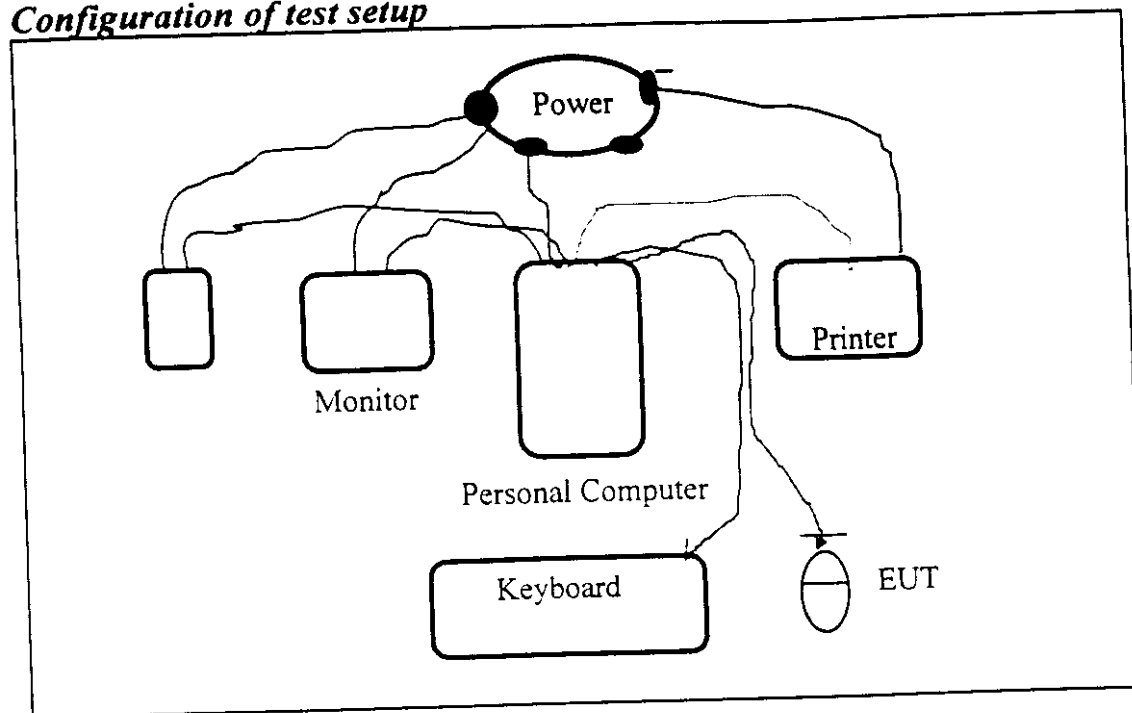 Configuration of test setup
Power
Printer
Monitor
Personal Computer
Keyboard
EUT